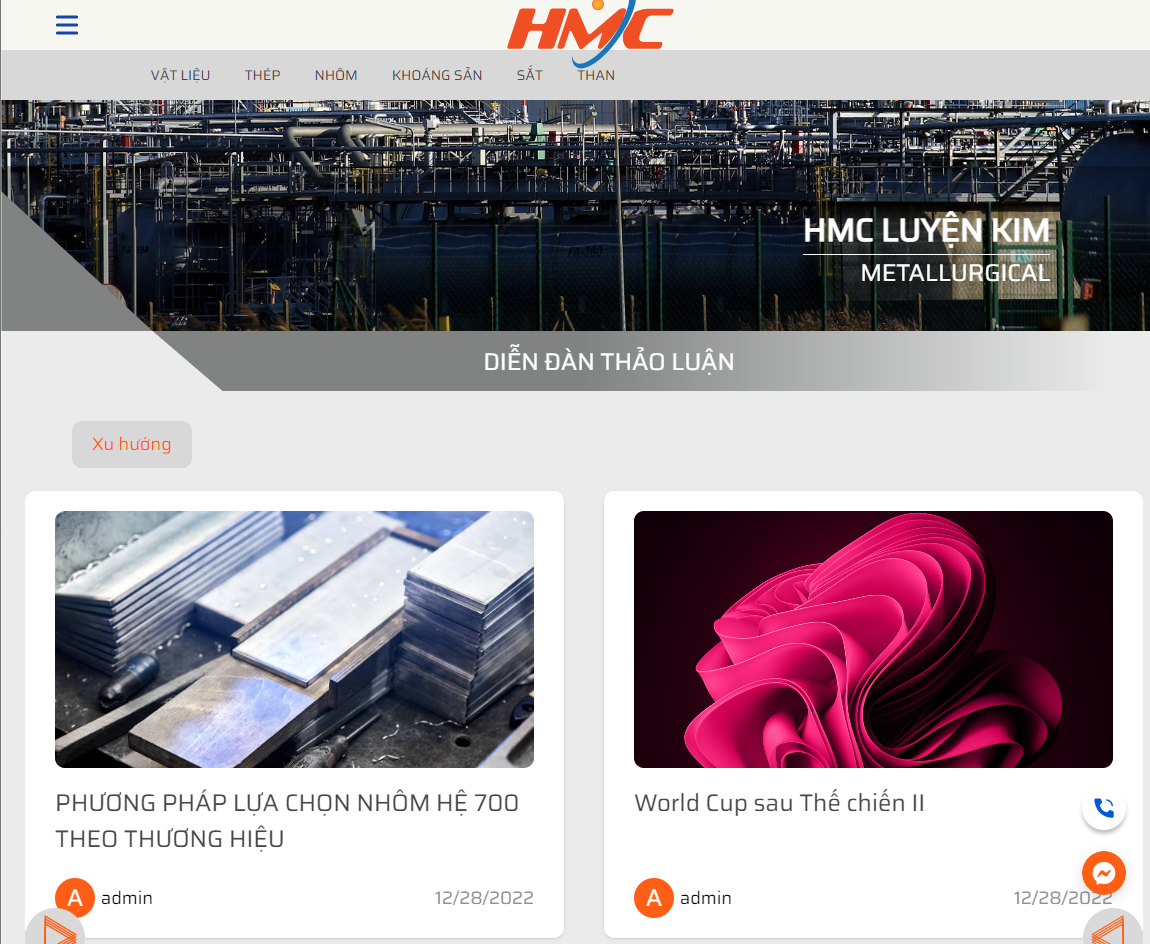 HMC
VẬT LIỆU THÉP NHÔM KHOÁNG SẢN SẮT THAN
HMC LUYỆN KIM
METALLURGICAL
DIỄN ĐÀN THẢO LUẬN
Xu hướng
PHƯƠNG PHÁP LỰA CHỌN NHÔM HỆ 700
THEO THƯƠNG HIỆU
A admin 12/28/2022
World Cup sau Thế chiến II
A admin 12/28/2022